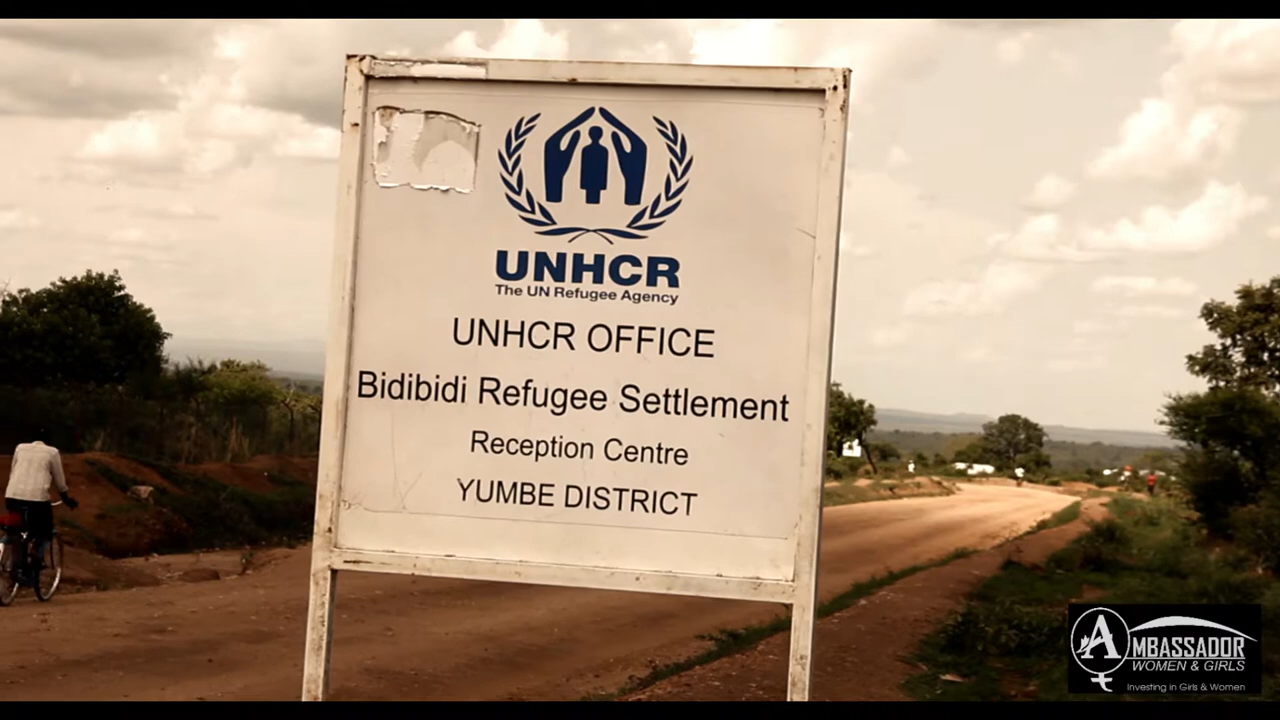 UNHCR
The UN Refugee Agency
UNHCR OFFICE
Bidibidi Refugee Settlement
Reception Centre
YUMBE DISTRICT
AMBASSADOR
WOMEN & GIRLS
Investing in Girls & Women